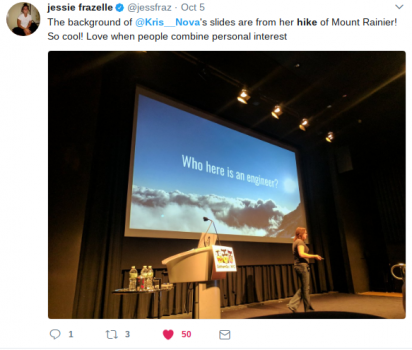 jessie frazelle @jessfraz · Oct 5
The background of @Kris__Nova's slides are from her hike of Mount Rainier!
So cool! Love when people combine personal interest
Who here is an engineer?
1 3 50